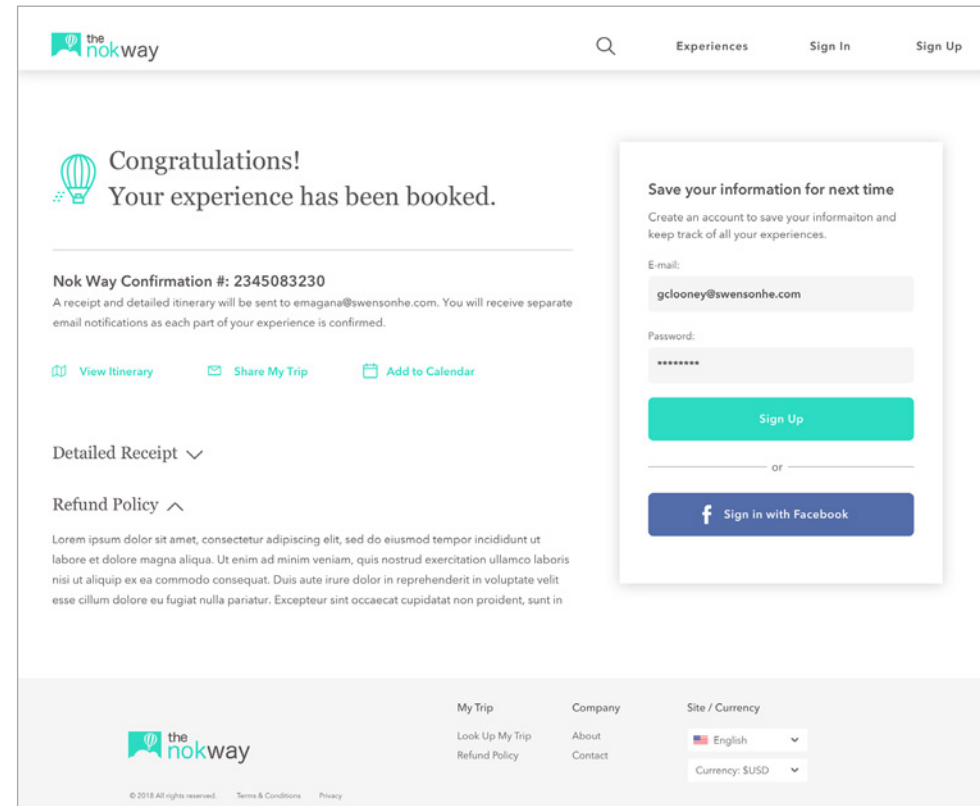 the
nokway
Experiences
Sign In
Sign Up
Congratulations!
Your experience has been booked.
Nok Way Confirmation #: 2345083230
A receipt and detailed itinerary will be sent to emagana@swensonhe.com. You will receive separate
email notifications as each part of your experience is confirmed.
View Itinerary
Share My Trip
Add to Calendar
Detailed Receipt
Refund Policy
Lorem ipsum dolor sit amet, consectetur adipiscing elit, sed do eiusmod tempor incididunt ut
labore et dolore magna aliqua. Ut enim ad minim veniam, quis nostrud exercitation ullamco laboris
nisi ut aliquip ex ea commodo consequat. Duis aute irure dolor in reprehenderit in voluptate velit
esse cillum dolore eu fugiat nulla pariatur. Excepteur sint occaecat cupidatat non proident, sunt in
Save your information for next time
Create an account to save your informaiton and
keep track of all your experiences.
E-mail:
gclooney@swensonhe.com
Password:
********
Sign Up
or
f Sign in with Facebook
the
nokway
© 2018 All rights reserved.
Terms & Conditions
Privacy
My Trip
Look Up My Trip
Refund Policy
Company
About
Contact
Site / Currency
English
Currency: $USD